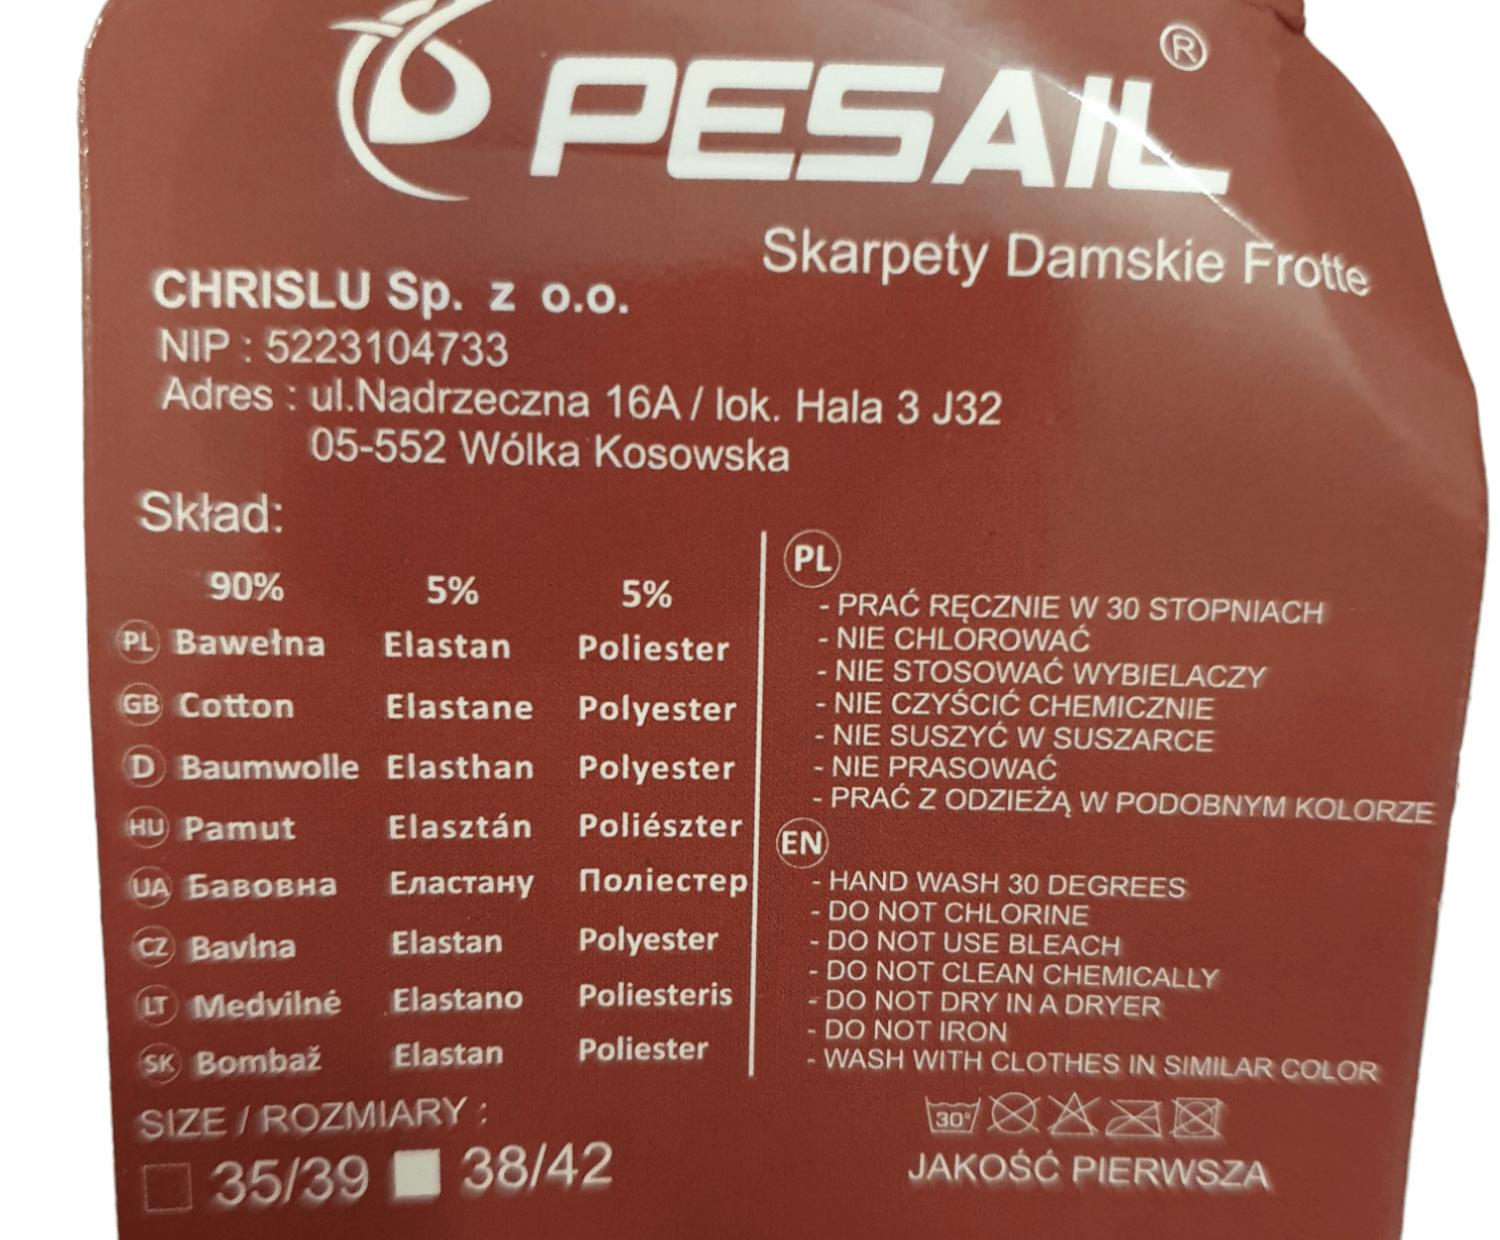 PESAIL®
Skarpety Damskie Frotte
CHRISLU Sp. z o.o.
NIP : 5223104733
Adres : ul.Nadrzeczna 16A / lok. Hala 3 J32
05-552 Wólka Kosowska
Skład:
90% 5% 5%
PL Bawełna Elastan Poliester
GB Cotton Elastane Polyester
D Baumwolle Elasthan Polyester
HU Pamut Elasztán Poliészter
UA Бавовна Еластану Поліестер
CZ Bavlna Elastan Polyester
LT Medvilné Elastano Poliesteris
SK Bombaž Elastan Poliester
SIZE / ROZMIARY :
35/39 38/42
PL
- PRAĆ RĘCZNIE W 30 STOPNIACH
- NIE CHLOROWAĆ
- NIE STOSOWAĆ WYBIELACZY
- NIE CZYŚCIĆ CHEMICZNIE
- NIE SUSZYĆ W SUSZARCE
- NIE PRASOWAĆ
- PRAĆ Z ODZIEŻĄ W PODOBNYM KOLORZE
EN
- HAND WASH 30 DEGREES
- DO NOT CHLORINE
- DO NOT USE BLEACH
- DO NOT CLEAN CHEMICALLY
- DO NOT DRY IN A DRYER
- DO NOT IRON
- WASH WITH CLOTHES IN SIMILAR COLOR
30°
JAKOŚĆ PIERWSZA